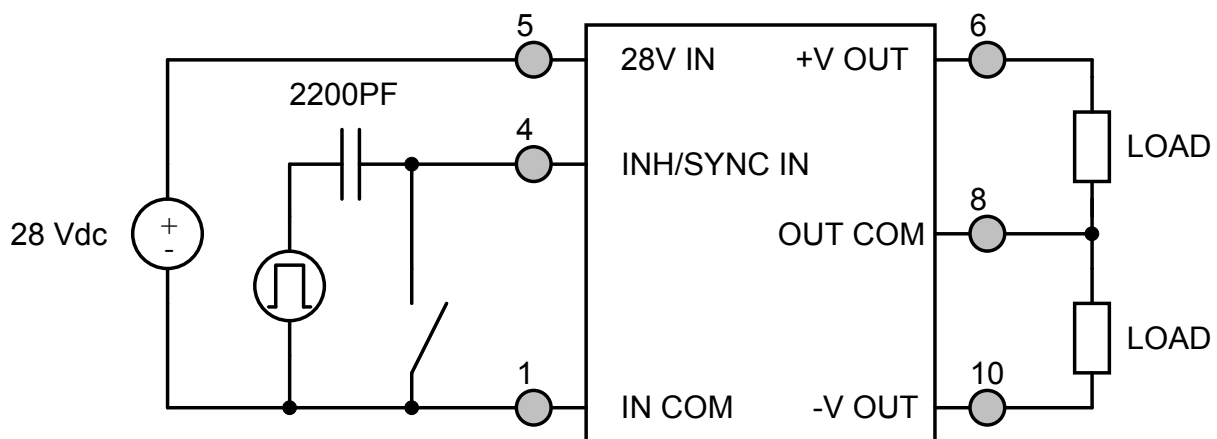 5
6
28V IN
+V OUT
2200PF
4
LOAD
INH/SYNC IN
8
28 Vdc
+
-
OUT COM
LOAD
1
10
IN COM
-V OUT